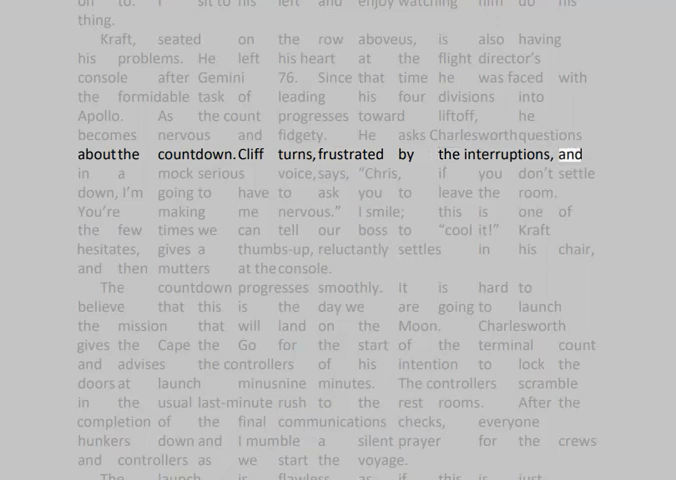 on to. I sit to his left and enjoy watching him do his
thing.
Kraft, seated on the row aboveus, is also having
his problems. He left his heart at the flight director's
console after Gemini 76. Since that time he was faced with
the formidable task of leading his four divisions into
Apollo. As the count progresses toward liftoff, he
becomes nervous and fidgety. He asks Charlesworth questions
about the countdown. Cliff turns, frustrated by the interruptions, and
in a mock serious voice, says, “Chris, if you don’t settle
down, I’m going to have to ask you to leave the room.
You’re making me nervous.” I smile; this is one of
the few times we can tell our boss to “cool it!” Kraft
hesitates, gives a thumbs-up, reluctantly settles in his chair,
and then mutters at the console.
The countdown progresses smoothly. It is hard to
believe that this is the day we are going to launch
the mission that will land on the Moon. Charlesworth
gives the Cape the Go for the start of the terminal count
and advises the controllers of his intention to lock the
doors at launch minus nine minutes. The controllers scramble
in the usual last-minute rush to the rest rooms. After the
completion of the final communications checks, everyone
hunkers down and I mumble a silent prayer for the crews
and controllers as we start the voyage.
The launch is flawless as if this is just